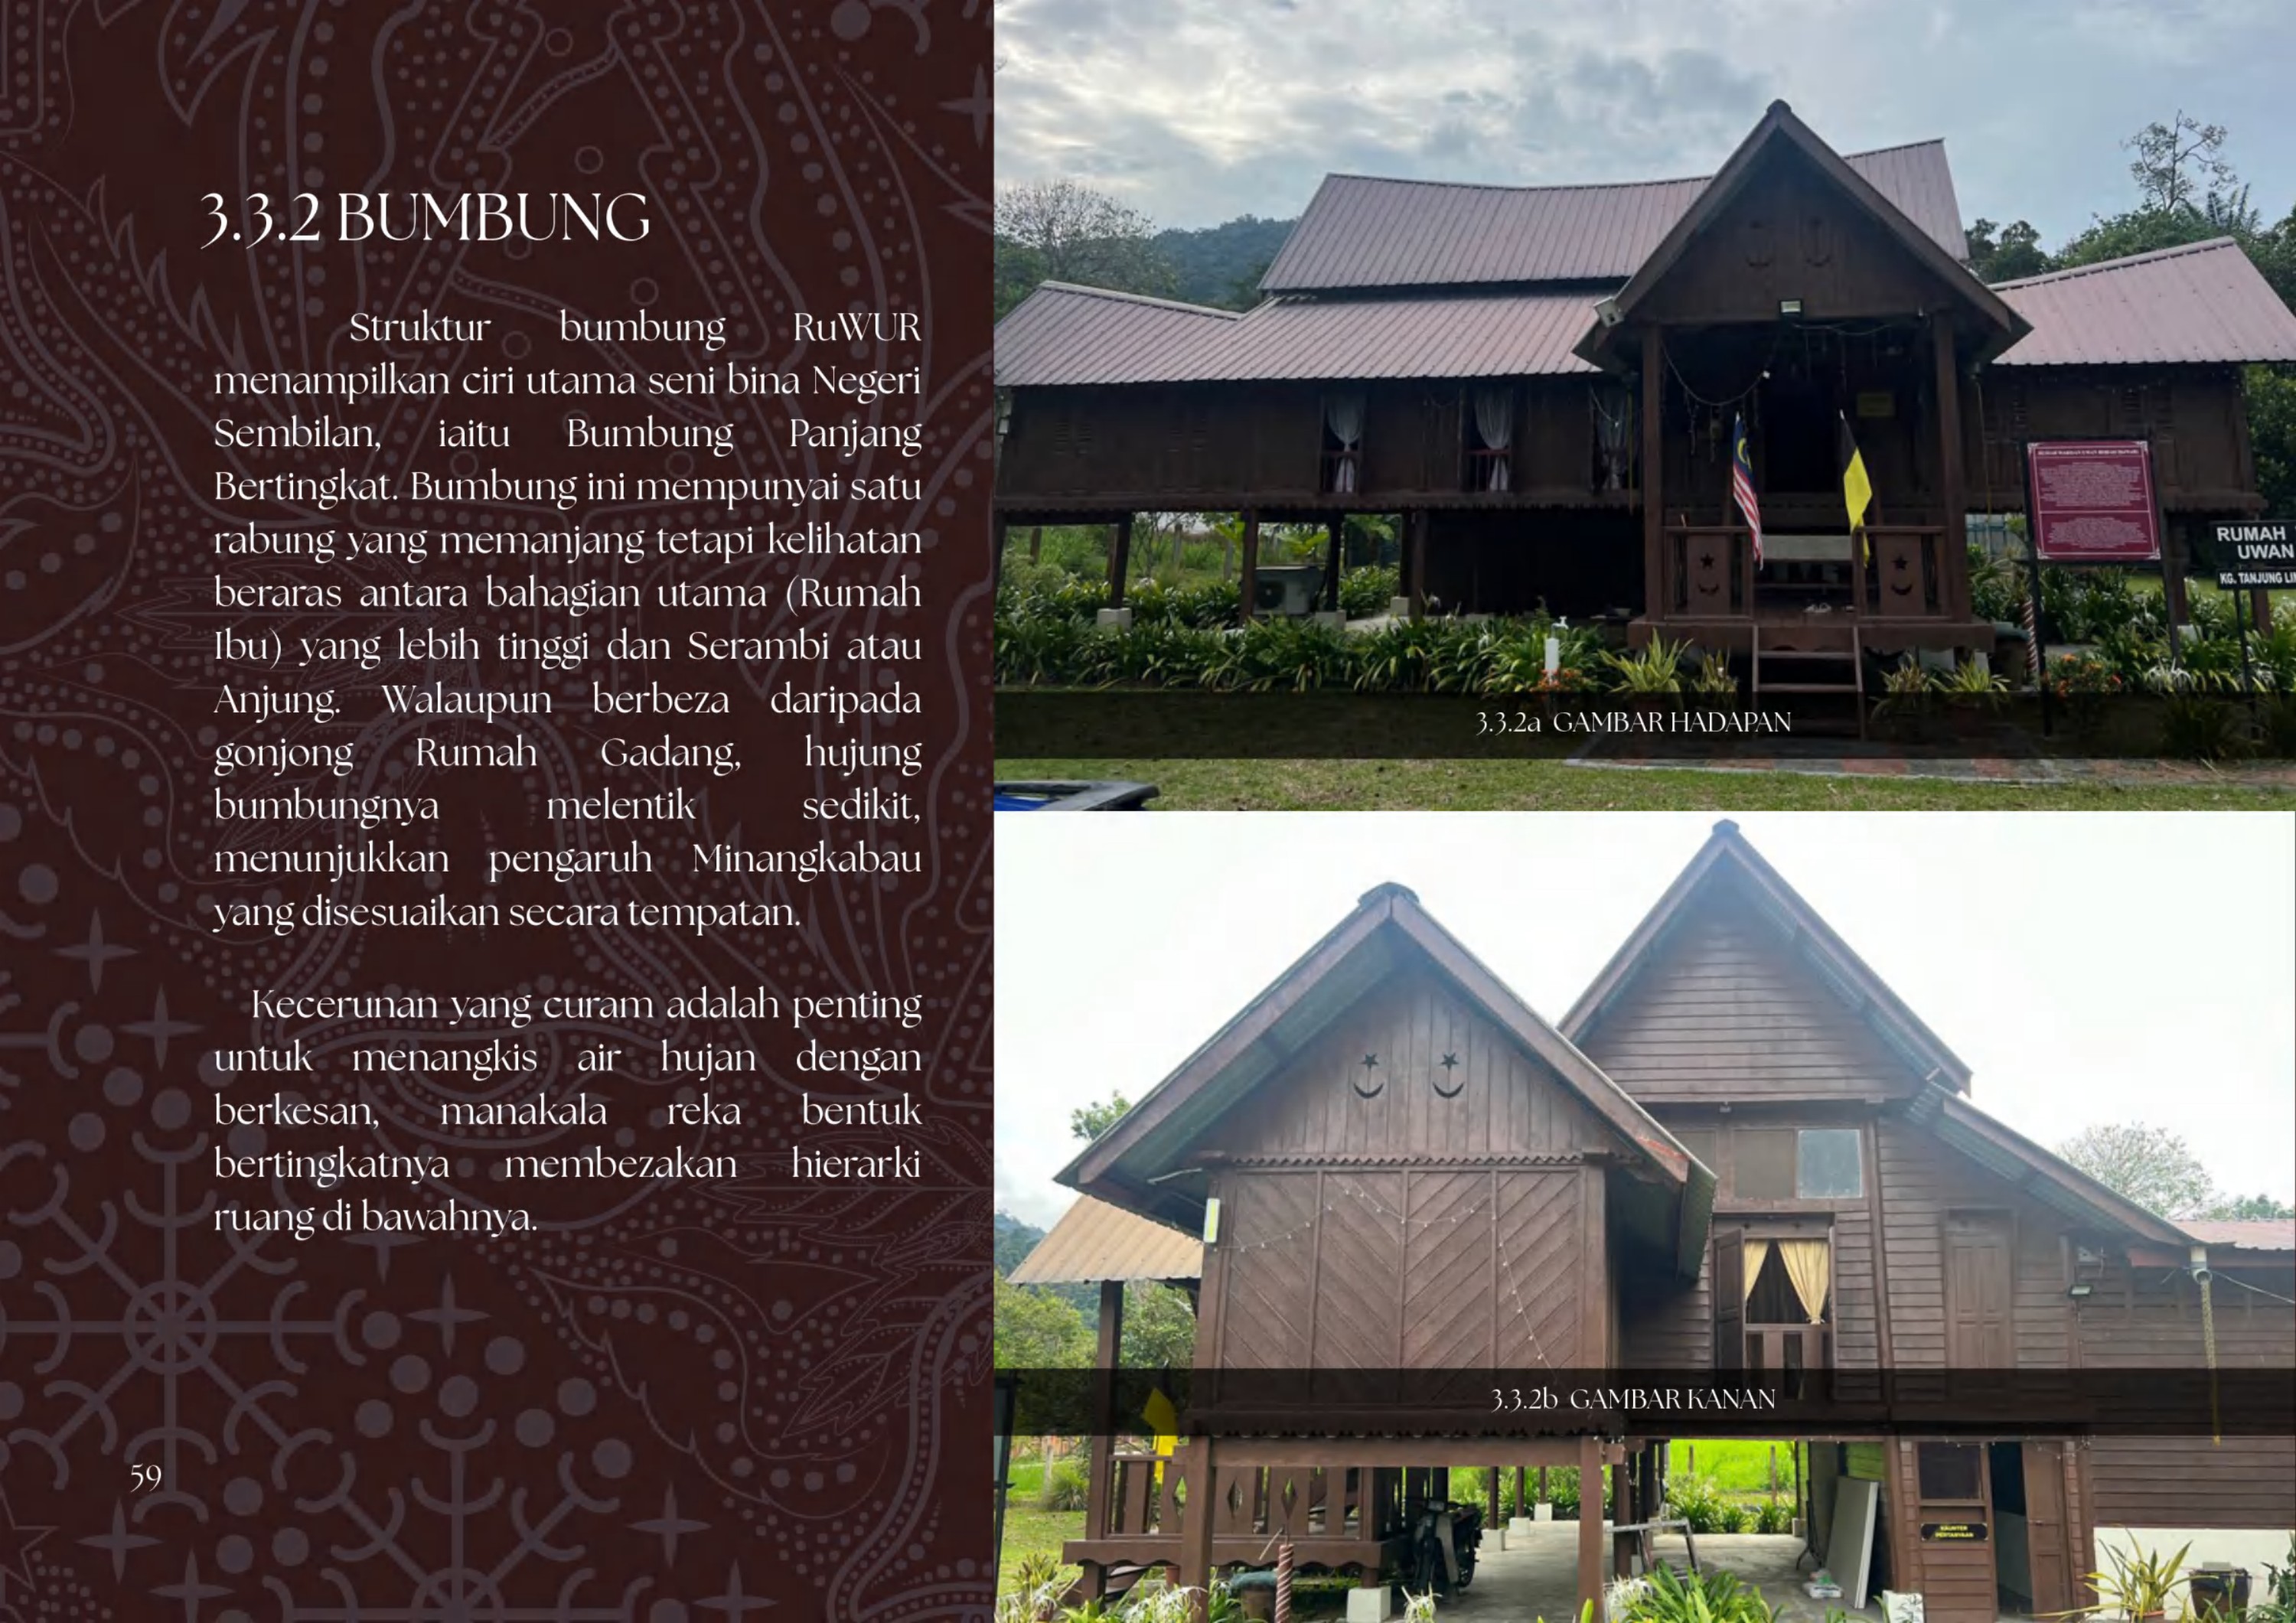 3.3.2 BUMBUNG
Struktur bumbung RuWUR
menampilkan ciri utama seni bina Negeri
Sembilan, iaitu Bumbung Panjang
Bertingkat. Bumbung ini mempunyai satu
rabung yang memanjang tetapi kelihatan
beraras antara bahagian utama (Rumah
Ibu) yang lebih tinggi dan Serambi atau
Anjung. Walaupun berbeza daripada
gonjong Rumah Gadang, hujung
bumbungnya melentik sedikit,
menunjukkan pengaruh Minangkabau
yang disesuaikan secara tempatan.
Kecerunan yang curam adalah penting
untuk menangkis air hujan dengan
berkesan, manakala reka bentuk
bertingkatnya membezakan hierarki
ruang di bawahnya.
59
RUMAH
UWAN
KG. TANJUNG LI
3.3.2a GAMBAR HADAPAN
3.3.2b GAMBAR KANAN
KAUNTER
PERTANYAAN